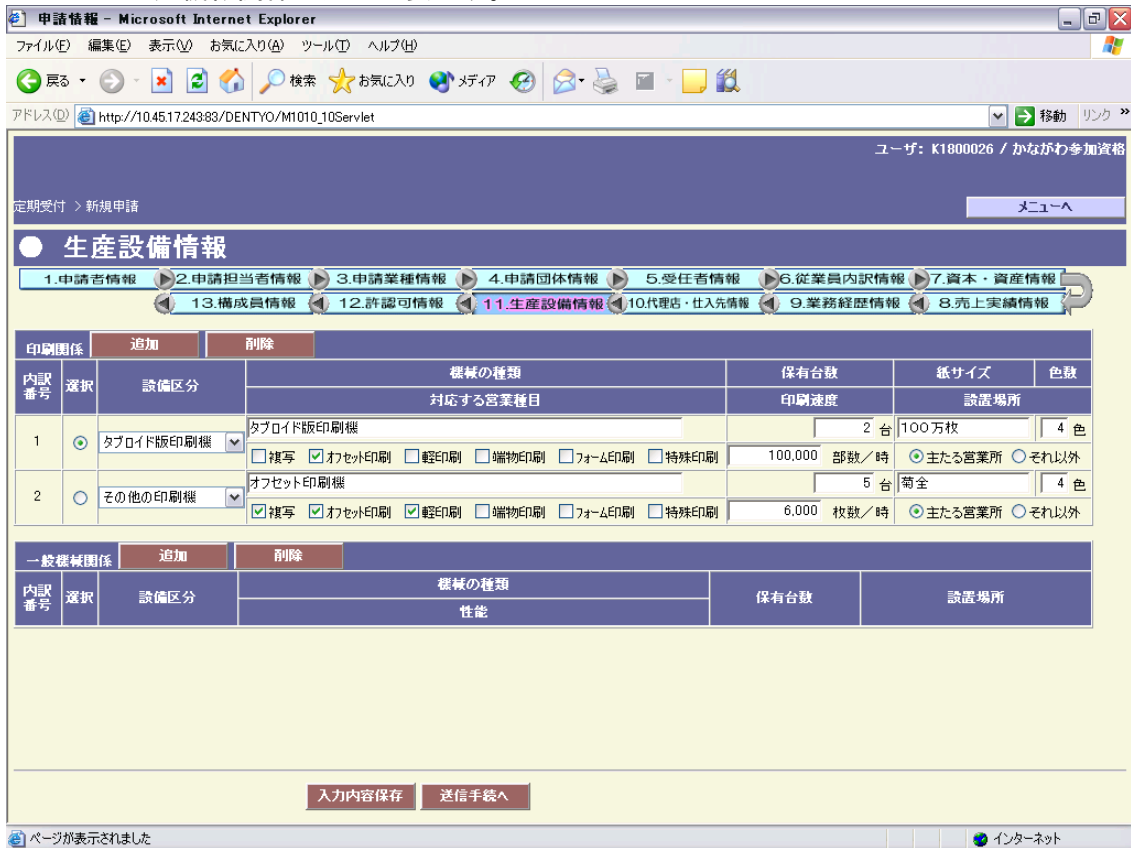 申請情報 - Microsoft Internet Explorer
ファイル(F) 編集(E) 表示(V) お気に入り(A) ツール(T) ヘルプ(H)
戻る 検索 お気に入り メディア
アドレス(D) http://10.45.17.243:83/DENTYO/M1010_10Servlet 移動 リンク »
ユーザ: K1800026 / かながわ参加資格
定期受付 > 新規申請 メニューへ
● 生産設備情報
1.申請者情報 2.申請担当者情報 3.申請業種情報 4.申請団体情報 5.受任者情報 6.従業員内訳情報 7.資本・資産情報
13.構成員情報 12.許認可情報 11.生産設備情報 10.代理店・仕入先情報 9.業務経歴情報 8.売上実績情報
印刷関係 追加 削除
内訳番号 選択 設備区分 機械の種類 保有台数 紙サイズ 色数
対応する営業種目 印刷速度 設置場所
1 タブロイド版印刷機 タブロイド版印刷機 2 台 100万枚 4 色
複写 オフセット印刷 軽印刷 端物印刷 フォーム印刷 特殊印刷 100,000 部数/時 主たる営業所 それ以外
2 その他の印刷機 オフセット印刷機 5 台 菊全 4 色
複写 オフセット印刷 軽印刷 端物印刷 フォーム印刷 特殊印刷 6,000 枚数/時 主たる営業所 それ以外
一般機械関係 追加 削除
内訳番号 選択 設備区分 機械の種類 保有台数 設置場所
性能
入力内容保存 送信手続へ
ページが表示されました インターネット